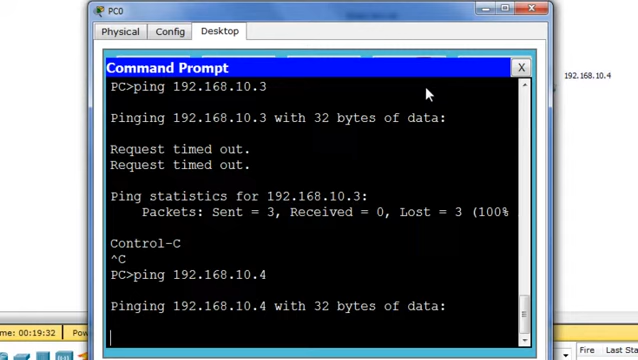 PC0
Physical Config Desktop
Command Prompt X
192.168.10.4
PC>ping 192.168.10.3
Pinging 192.168.10.3 with 32 bytes of data:
Request timed out.
Request timed out.
Ping statistics for 192.168.10.3:
Packets: Sent = 3, Received = 0, Lost = 3 (100%
Control-C
^C
PC>ping 192.168.10.4
Pinging 192.168.10.4 with 32 bytes of data:
me: 00:19:32 Pow
Fire Last Sta